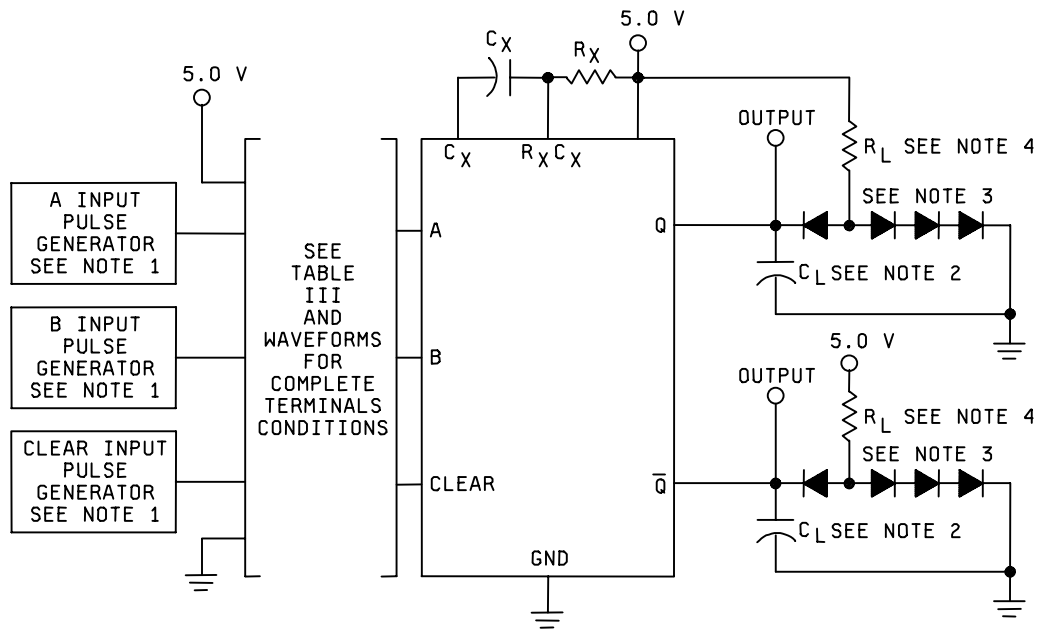 5.0 V
C X
R X
5.0 V
OUTPUT
R L SEE NOTE 4
C X
R X C X
A INPUT
PULSE
GENERATOR
SEE NOTE 1
SEE
TABLE
III
AND
WAVEFORMS
FOR
COMPLETE
TERMINALS
CONDITIONS
A
Q
SEE NOTE 3
C L SEE NOTE 2
B INPUT
PULSE
GENERATOR
SEE NOTE 1
B
5.0 V
OUTPUT
R L SEE NOTE 4
SEE NOTE 3
CLEAR INPUT
PULSE
GENERATOR
SEE NOTE 1
CLEAR
Q̅
C L SEE NOTE 2
GND